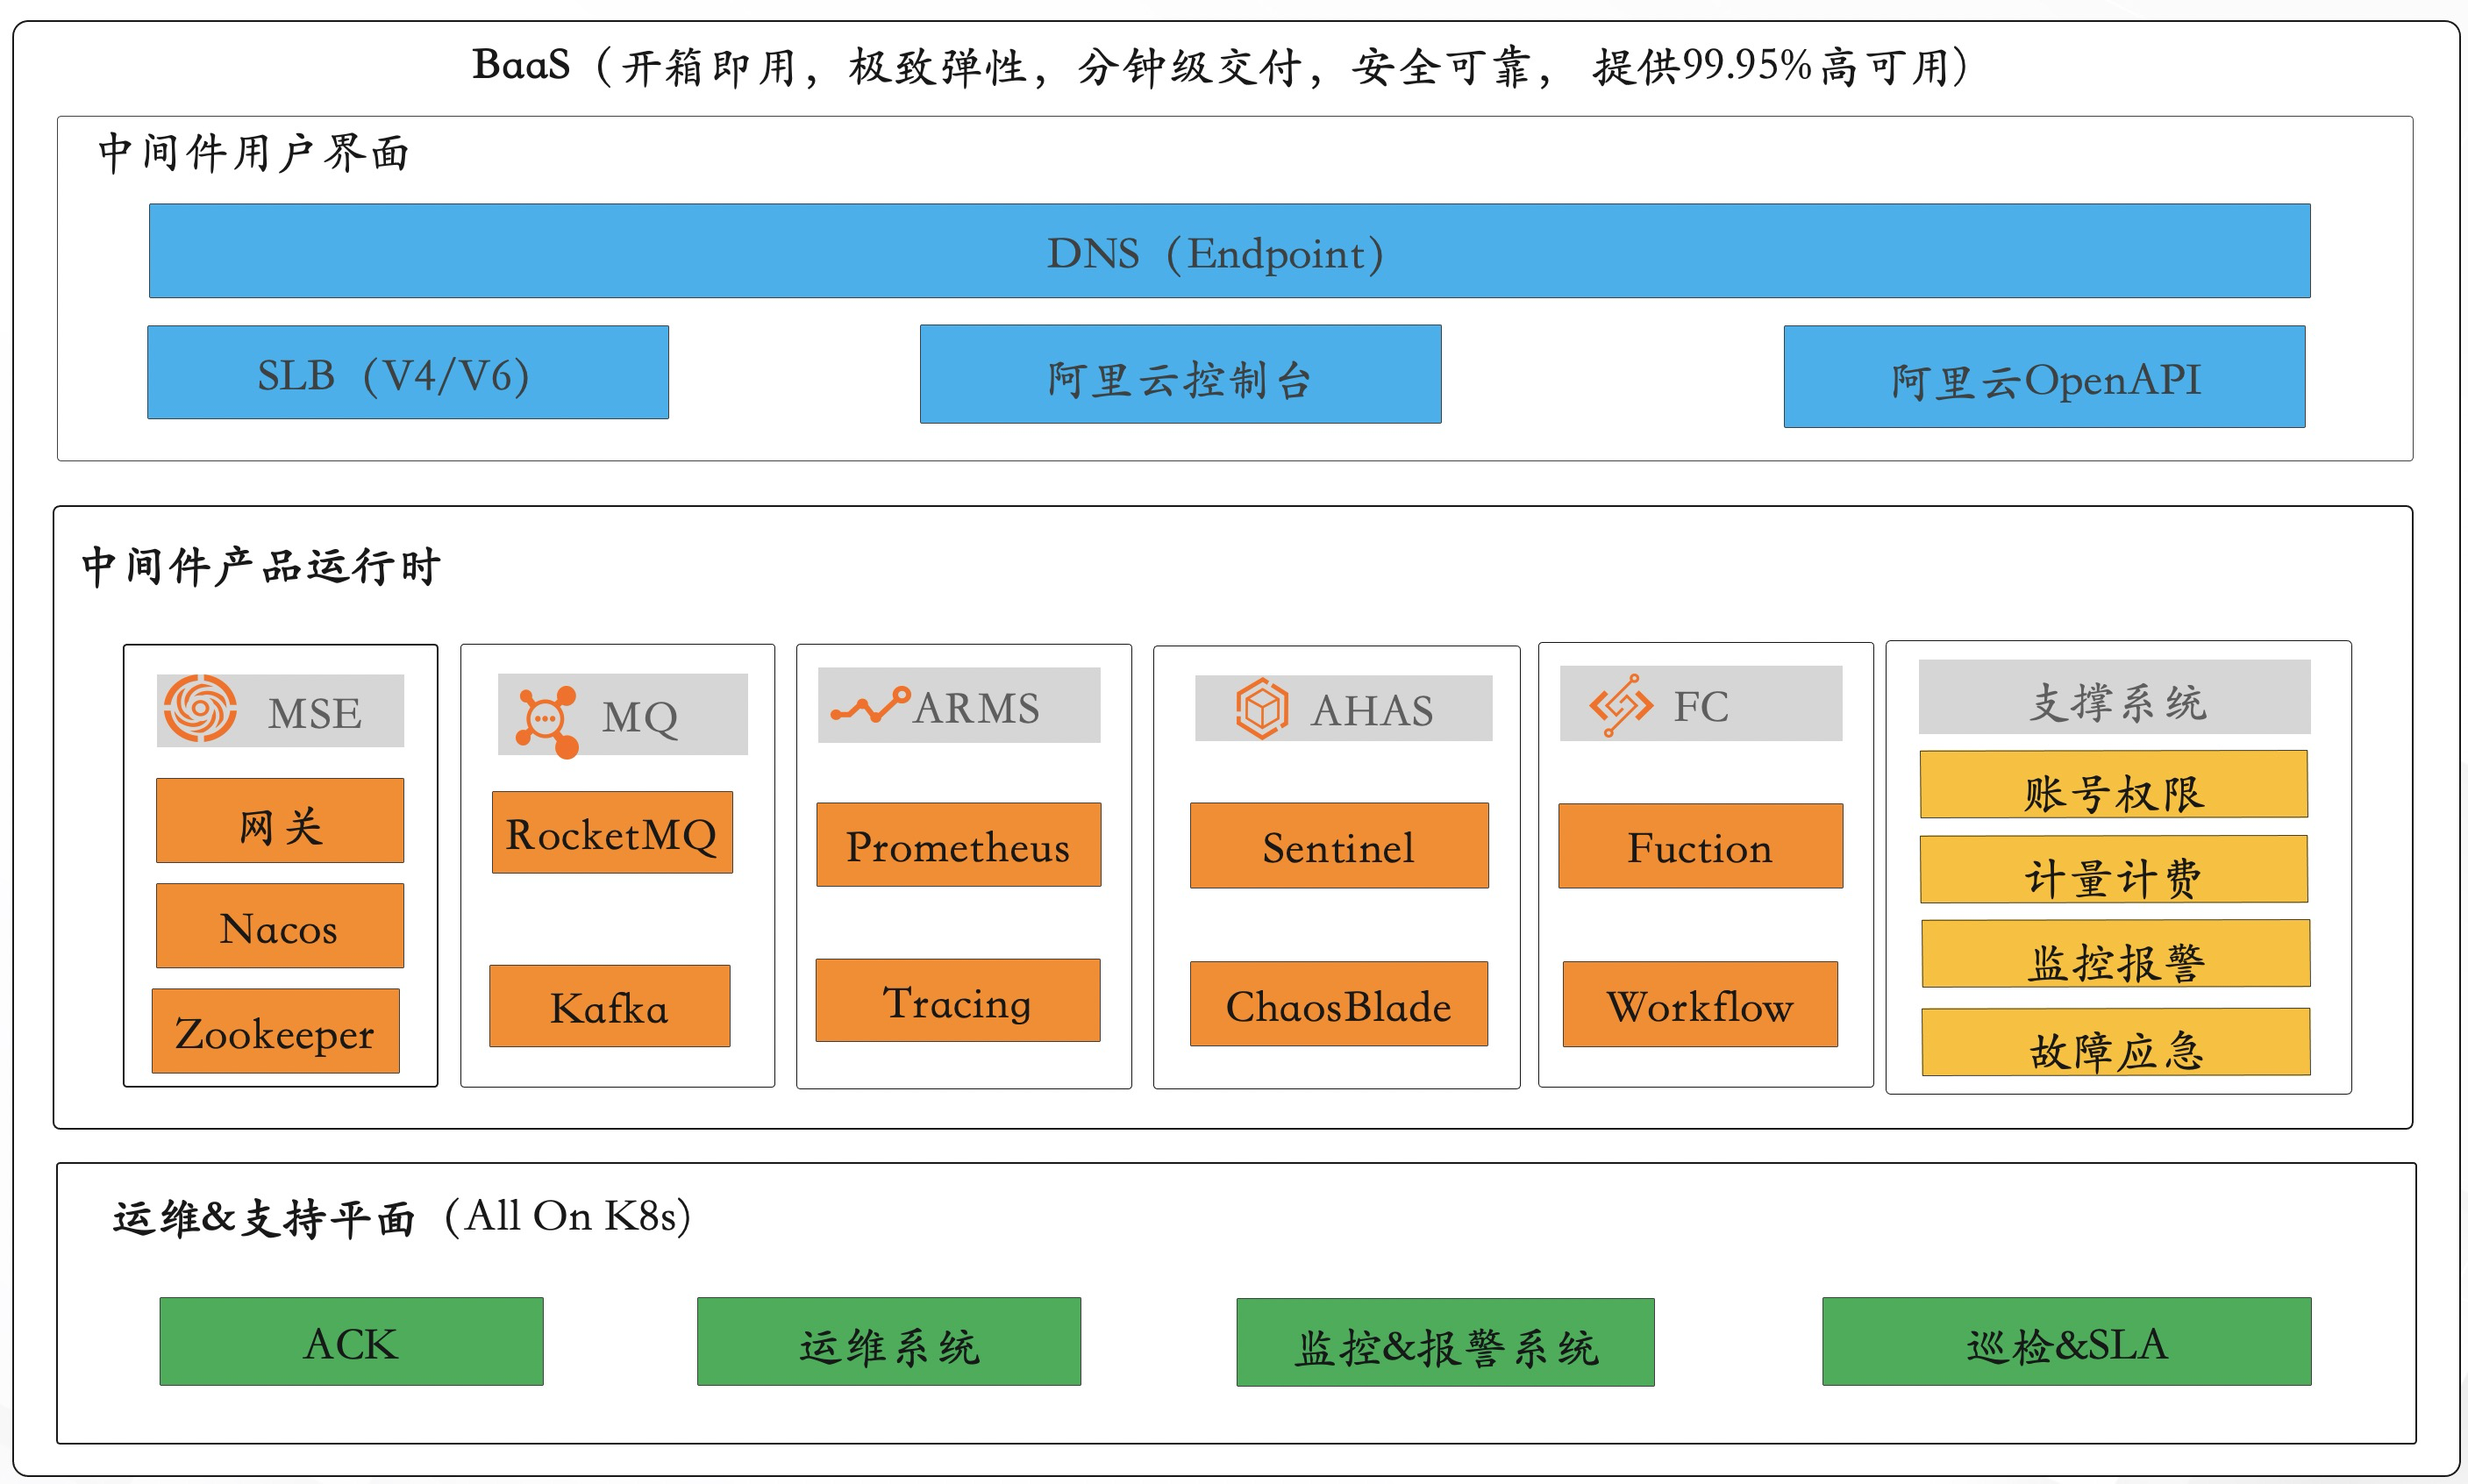 BaaS（开箱即用，极致弹性，分钟级交付，安全可靠， 提供99.95%高可用）
中间件用户界面
DNS（Endpoint）
SLB（V4/V6）
阿里云控制台
阿里云OpenAPI
中间件产品运行时
MSE
网关
Nacos
Zookeeper
MQ
RocketMQ
Kafka
ARMS
Prometheus
Tracing
AHAS
Sentinel
ChaosBlade
FC
Fuction
Workflow
支撑系统
账号权限
计量计费
监控报警
故障应急
运维&支持平面（All On K8s）
ACK
运维系统
监控&报警系统
巡检&SLA